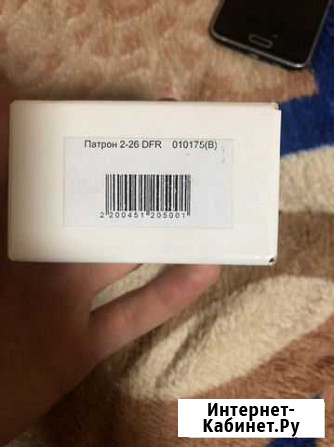 Патрон 2-26 DFR 010175(B)
2 200451 205001
Интернет-
Кабинет.Ру